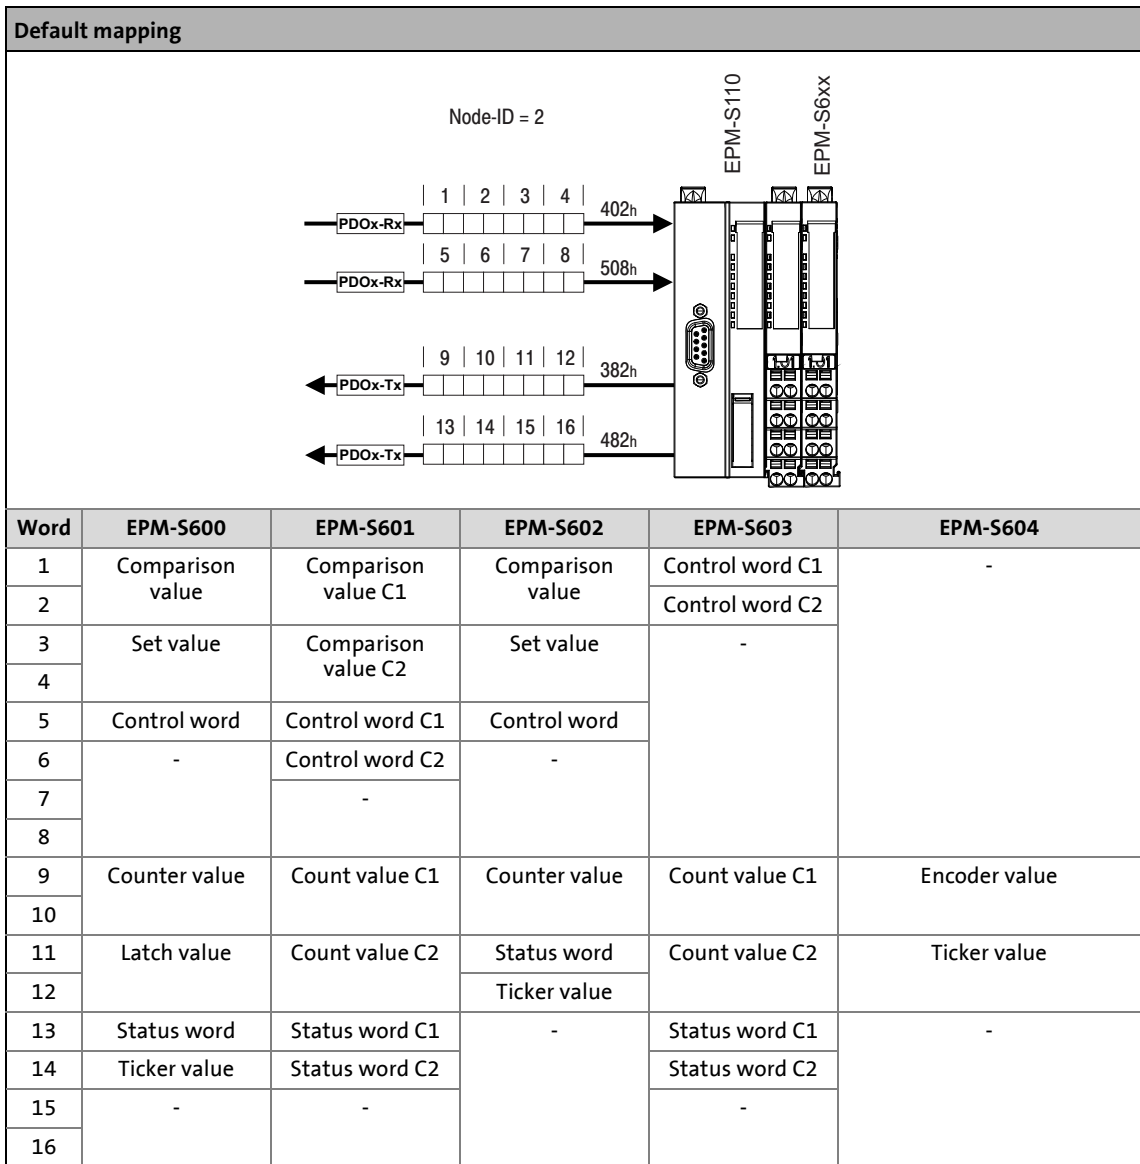 Default mapping
EPM-S110
EPM-S6xx
Node-ID = 2
1 2 3 4
402h
PDOx-Rx
5 6 7 8
508h
PDOx-Rx
9 10 11 12
382h
PDOx-Tx
13 14 15 16
482h
PDOx-Tx
Word EPM-S600 EPM-S601 EPM-S602 EPM-S603 EPM-S604
1 Comparison value Comparison value C1 Comparison value Control word C1 -
2 Control word C2
3 Set value Comparison value C2 Set value -
4
5 Control word Control word C1 Control word
6 - Control word C2 -
7 -
8
9 Counter value Count value C1 Counter value Count value C1 Encoder value
10
11 Latch value Count value C2 Status word Count value C2 Ticker value
12 Ticker value
13 Status word Status word C1 - Status word C1 -
14 Ticker value Status word C2 Status word C2
15 - - -
16